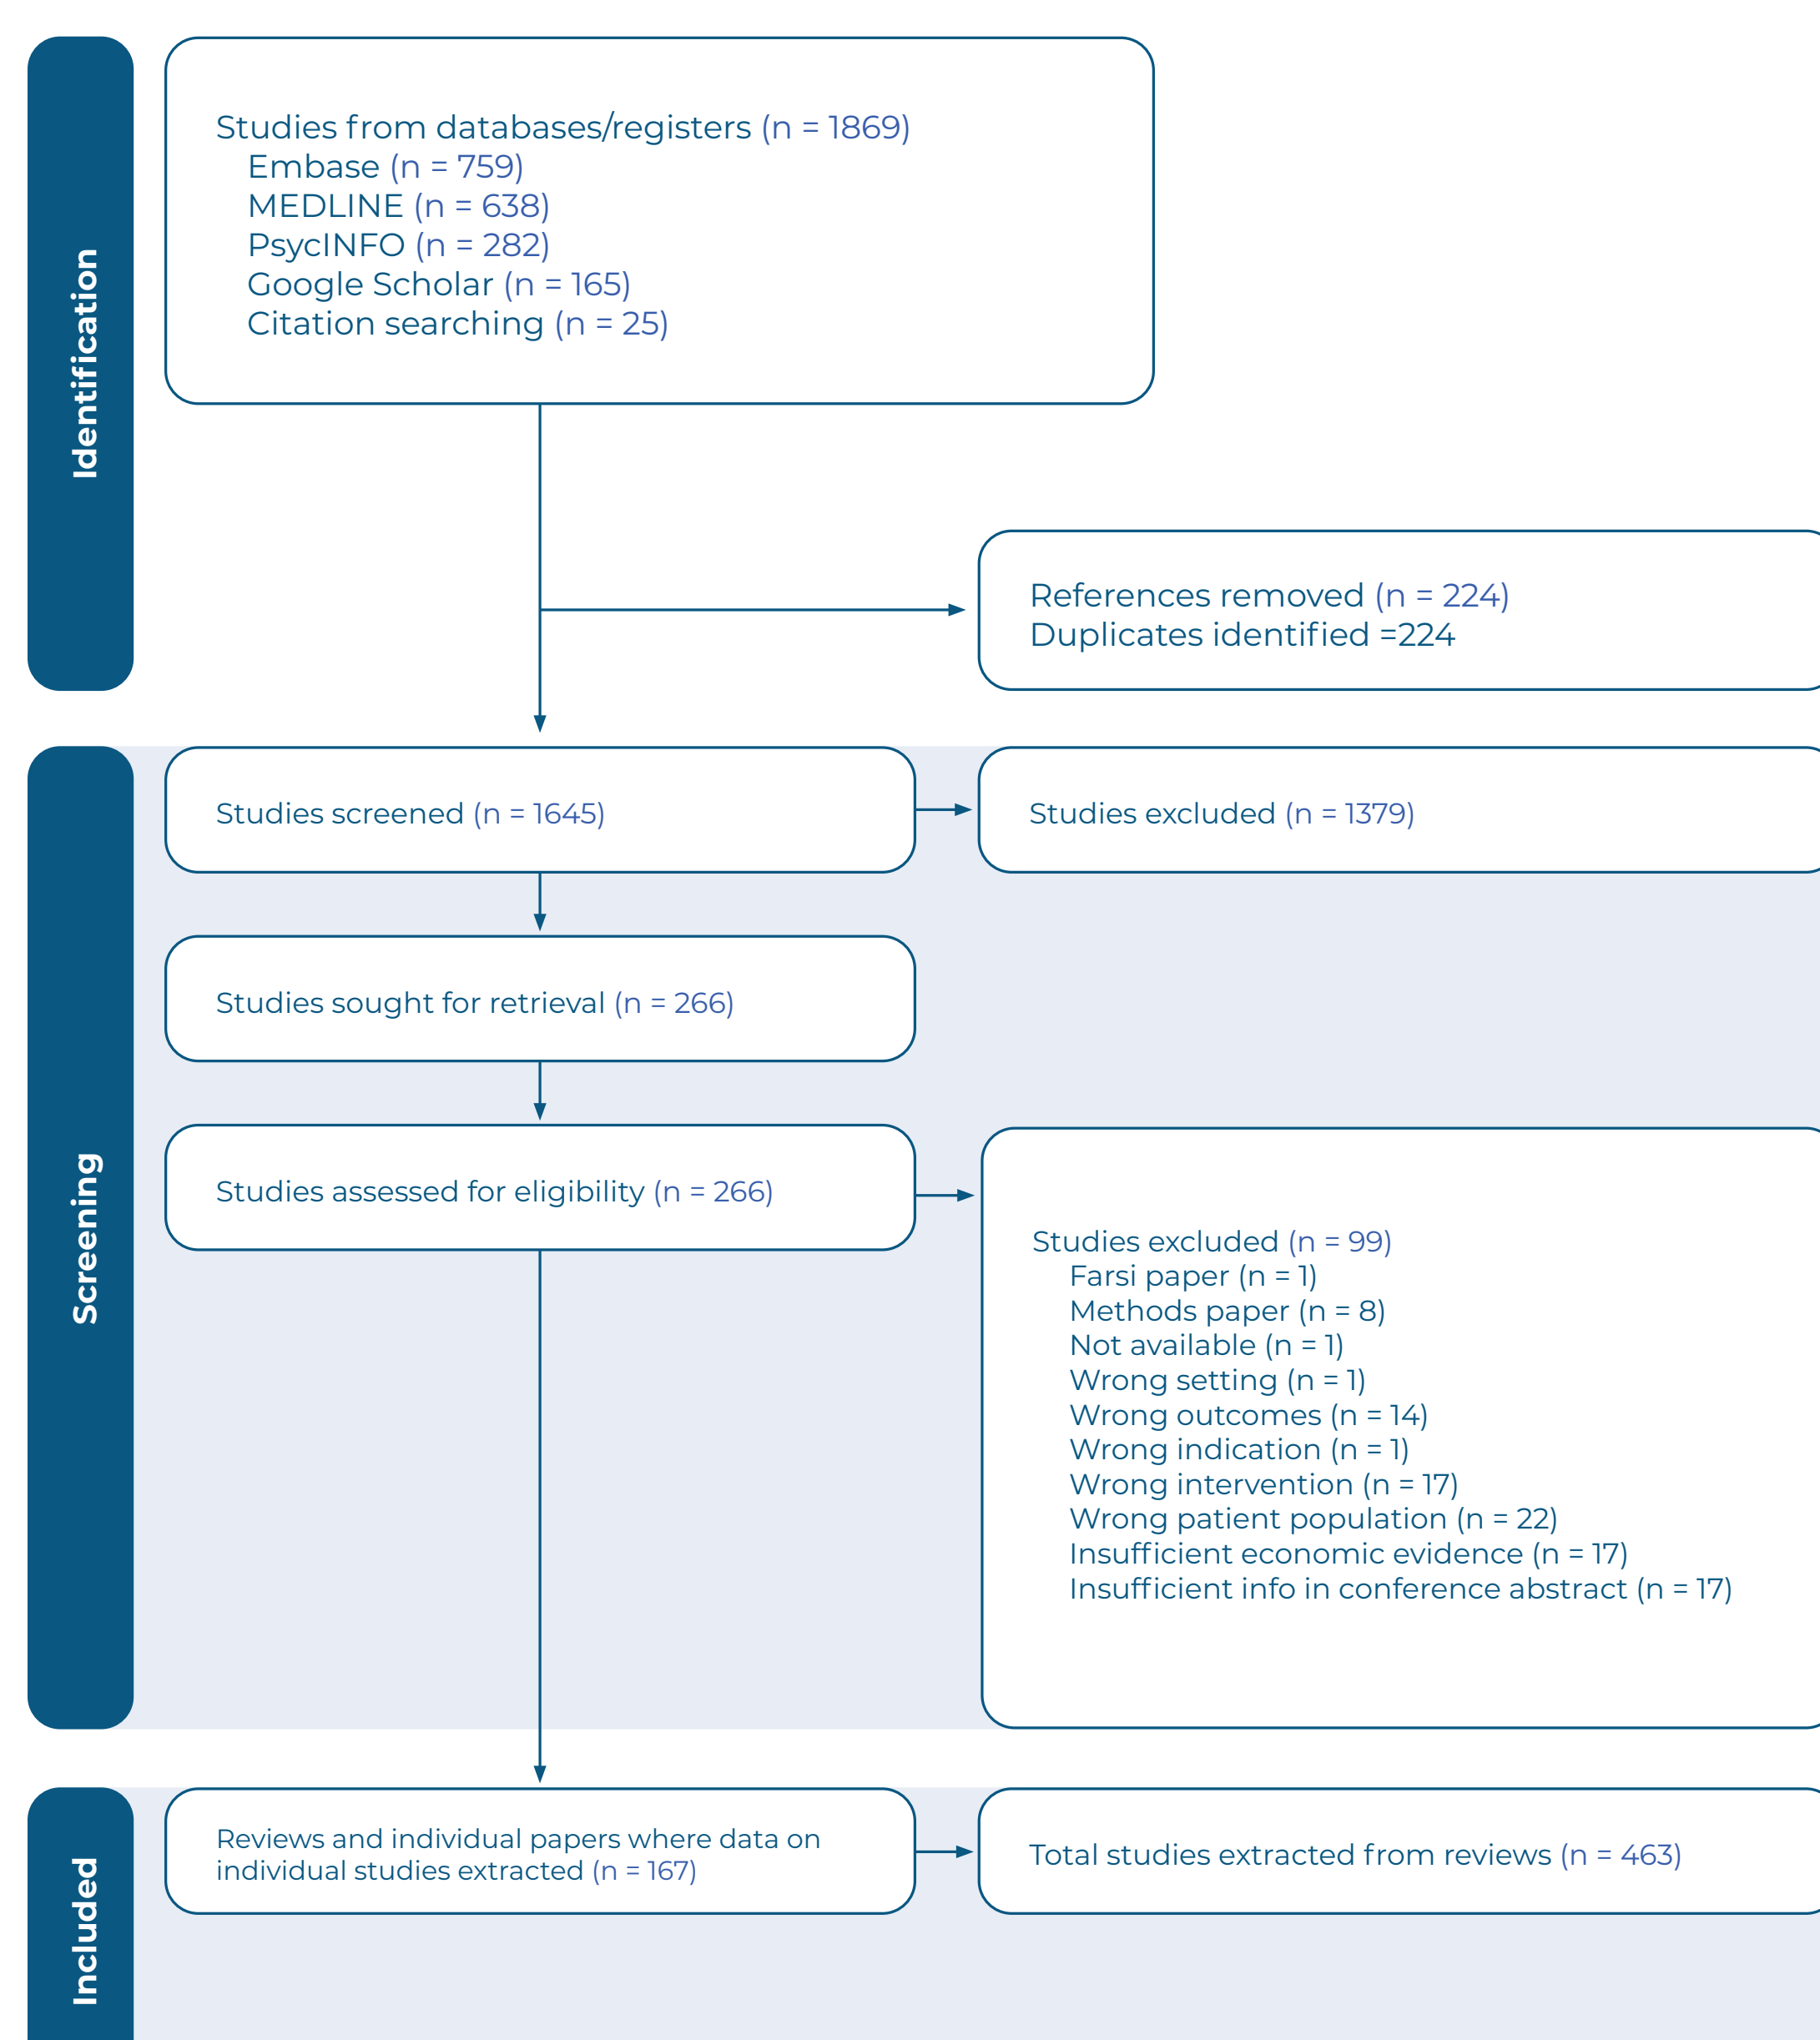 Identification
Studies from databases/registers (n = 1869)
Embase (n = 759)
MEDLINE (n = 638)
PsycINFO (n = 282)
Google Scholar (n = 165)
Citation searching (n = 25)
References removed (n = 224)
Duplicates identified =224
Screening
Studies screened (n = 1645)
Studies excluded (n = 1379)
Studies sought for retrieval (n = 266)
Studies assessed for eligibility (n = 266)
Studies excluded (n = 99)
Farsi paper (n = 1)
Methods paper (n = 8)
Not available (n = 1)
Wrong setting (n = 1)
Wrong outcomes (n = 14)
Wrong indication (n = 1)
Wrong intervention (n = 17)
Wrong patient population (n = 22)
Insufficient economic evidence (n = 17)
Insufficient info in conference abstract (n = 17)
Included
Reviews and individual papers where data on
individual studies extracted (n = 167)
Total studies extracted from reviews (n = 463)